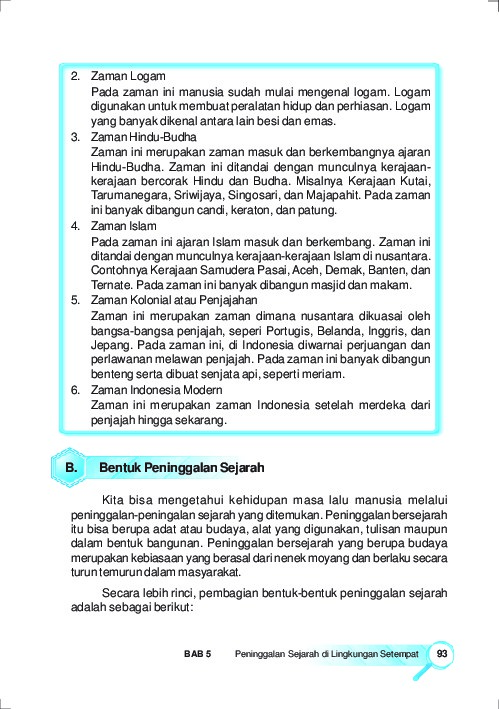 2. Zaman Logam
Pada zaman ini manusia sudah mulai mengenal logam. Logam
digunakan untuk membuat peralatan hidup dan perhiasan. Logam
yang banyak dikenal antara lain besi dan emas.
3. Zaman Hindu-Budha
Zaman ini merupakan zaman masuk dan berkembangnya ajaran
Hindu-Budha. Zaman ini ditandai dengan munculnya kerajaan-
kerajaan bercorak Hindu dan Budha. Misalnya Kerajaan Kutai,
Tarumanegara, Sriwijaya, Singosari, dan Majapahit. Pada zaman
ini banyak dibangun candi, keraton, dan patung.
4. Zaman Islam
Pada zaman ini ajaran Islam masuk dan berkembang. Zaman ini
ditandai dengan munculnya kerajaan-kerajaan Islam di nusantara.
Contohnya Kerajaan Samudera Pasai, Aceh, Demak, Banten, dan
Ternate. Pada zaman ini banyak dibangun masjid dan makam.
5. Zaman Kolonial atau Penjajahan
Zaman ini merupakan zaman dimana nusantara dikuasai oleh
bangsa-bangsa penjajah, seperi Portugis, Belanda, Inggris, dan
Jepang. Pada zaman ini, di Indonesia diwarnai perjuangan dan
perlawanan melawan penjajah. Pada zaman ini banyak dibangun
benteng serta dibuat senjata api, seperti meriam.
6. Zaman Indonesia Modern
Zaman ini merupakan zaman Indonesia setelah merdeka dari
penjajah hingga sekarang.
B. Bentuk Peninggalan Sejarah
Kita bisa mengetahui kehidupan masa lalu manusia melalui
peninggalan-peningalan sejarah yang ditemukan. Peninggalan bersejarah
itu bisa berupa adat atau budaya, alat yang digunakan, tulisan maupun
dalam bentuk bangunan. Peninggalan bersejarah yang berupa budaya
merupakan kebiasaan yang berasal dari nenek moyang dan berlaku secara
turun temurun dalam masyarakat.
Secara lebih rinci, pembagian bentuk-bentuk peninggalan sejarah
adalah sebagai berikut:
BAB 5 Peninggalan Sejarah di Lingkungan Setempat 93